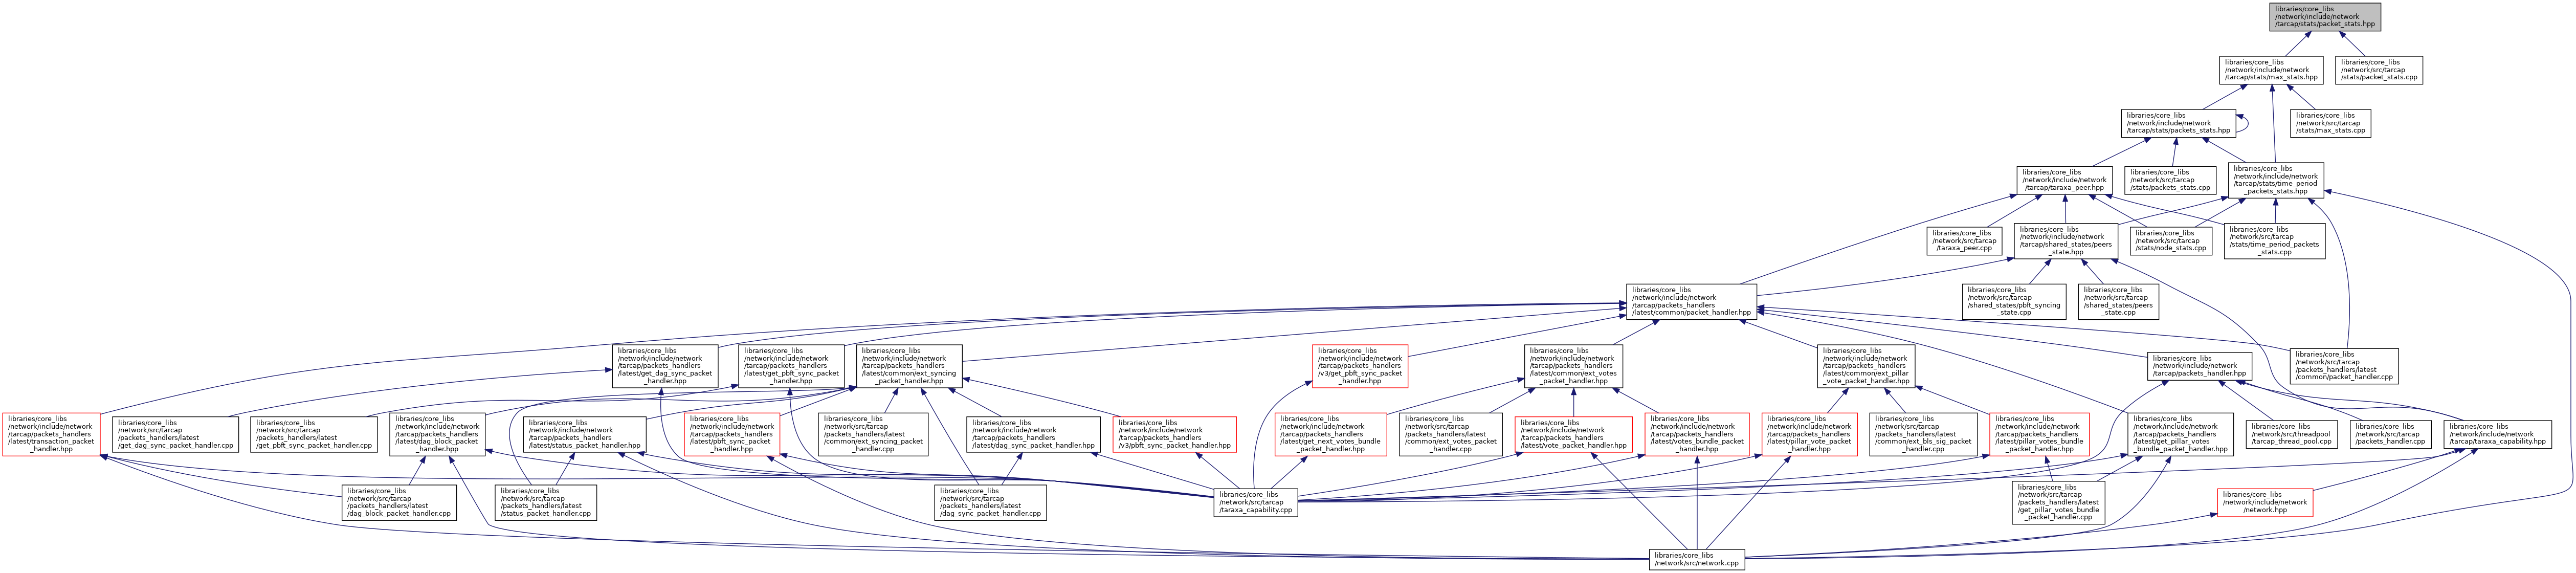 libraries/core_libs
/network/include/network
/tarcap/stats/packet_stats.hpp
libraries/core_libs
/network/include/network
/tarcap/stats/max_stats.hpp
libraries/core_libs
/network/src/tarcap
/stats/packet_stats.cpp
libraries/core_libs
/network/include/network
/tarcap/stats/packets_stats.hpp
libraries/core_libs
/network/src/tarcap
/stats/max_stats.cpp
libraries/core_libs
/network/include/network
/tarcap/taraxa_peer.hpp
libraries/core_libs
/network/src/tarcap
/stats/packets_stats.cpp
libraries/core_libs
/network/include/network
/tarcap/stats/time_period
_packets_stats.hpp
libraries/core_libs
/network/src/tarcap
/taraxa_peer.cpp
libraries/core_libs
/network/include/network
/tarcap/shared_states/peers
_state.hpp
libraries/core_libs
/network/src/tarcap
/stats/node_stats.cpp
libraries/core_libs
/network/src/tarcap
/stats/time_period_packets
_stats.cpp
libraries/core_libs
/network/include/network
/tarcap/packets_handlers
/latest/common/packet_handler.hpp
libraries/core_libs
/network/src/tarcap
/shared_states/pbft_syncing
_state.cpp
libraries/core_libs
/network/src/tarcap
/shared_states/peers
_state.cpp
libraries/core_libs
/network/include/network
/tarcap/packets_handlers
/latest/get_dag_sync_packet
_handler.hpp
libraries/core_libs
/network/include/network
/tarcap/packets_handlers
/latest/get_pbft_sync_packet
_handler.hpp
libraries/core_libs
/network/include/network
/tarcap/packets_handlers
/latest/common/ext_syncing
_packet_handler.hpp
libraries/core_libs
/network/include/network
/tarcap/packets_handlers
/v3/get_pbft_sync_packet
_handler.hpp
libraries/core_libs
/network/include/network
/tarcap/packets_handlers
/latest/common/ext_votes
_packet_handler.hpp
libraries/core_libs
/network/include/network
/tarcap/packets_handlers
/latest/common/ext_pillar
_vote_packet_handler.hpp
libraries/core_libs
/network/include/network
/tarcap/packets_handler.hpp
libraries/core_libs
/network/src/tarcap
/packets_handlers/latest
/common/packet_handler.cpp
libraries/core_libs
/network/include/network
/tarcap/packets_handlers
/latest/transaction_packet
_handler.hpp
libraries/core_libs
/network/src/tarcap
/packets_handlers/latest
/get_dag_sync_packet_handler.cpp
libraries/core_libs
/network/src/tarcap
/packets_handlers/latest
/get_pbft_sync_packet_handler.cpp
libraries/core_libs
/network/include/network
/tarcap/packets_handlers
/latest/dag_block_packet
_handler.hpp
libraries/core_libs
/network/include/network
/tarcap/packets_handlers
/latest/status_packet_handler.hpp
libraries/core_libs
/network/include/network
/tarcap/packets_handlers
/latest/pbft_sync_packet
_handler.hpp
libraries/core_libs
/network/src/tarcap
/packets_handlers/latest
/common/ext_syncing_packet
_handler.cpp
libraries/core_libs
/network/include/network
/tarcap/packets_handlers
/latest/dag_sync_packet_handler.hpp
libraries/core_libs
/network/include/network
/tarcap/packets_handlers
/v3/pbft_sync_packet_handler.hpp
libraries/core_libs
/network/include/network
/tarcap/packets_handlers
/latest/get_next_votes_bundle
_packet_handler.hpp
libraries/core_libs
/network/src/tarcap
/packets_handlers/latest
/common/ext_votes_packet
_handler.cpp
libraries/core_libs
/network/include/network
/tarcap/packets_handlers
/latest/vote_packet_handler.hpp
libraries/core_libs
/network/include/network
/tarcap/packets_handlers
/latest/votes_bundle_packet
_handler.hpp
libraries/core_libs
/network/include/network
/tarcap/packets_handlers
/latest/pillar_vote_packet
_handler.hpp
libraries/core_libs
/network/src/tarcap
/packets_handlers/latest
/common/ext_bls_sig_packet
_handler.cpp
libraries/core_libs
/network/include/network
/tarcap/packets_handlers
/latest/pillar_votes_bundle
_packet_handler.hpp
libraries/core_libs
/network/include/network
/tarcap/packets_handlers
/latest/get_pillar_votes
_bundle_packet_handler.hpp
libraries/core_libs
/network/src/threadpool
/tarcap_thread_pool.cpp
libraries/core_libs
/network/src/tarcap
/packets_handler.cpp
libraries/core_libs
/network/include/network
/tarcap/taraxa_capability.hpp
libraries/core_libs
/network/src/tarcap
/packets_handlers/latest
/dag_block_packet_handler.cpp
libraries/core_libs
/network/src/tarcap
/packets_handlers/latest
/status_packet_handler.cpp
libraries/core_libs
/network/src/tarcap
/packets_handlers/latest
/dag_sync_packet_handler.cpp
libraries/core_libs
/network/src/tarcap
/taraxa_capability.cpp
libraries/core_libs
/network/src/tarcap
/packets_handlers/latest
/get_pillar_votes_bundle
_packet_handler.cpp
libraries/core_libs
/network/include/network
/network.hpp
libraries/core_libs
/network/src/network.cpp